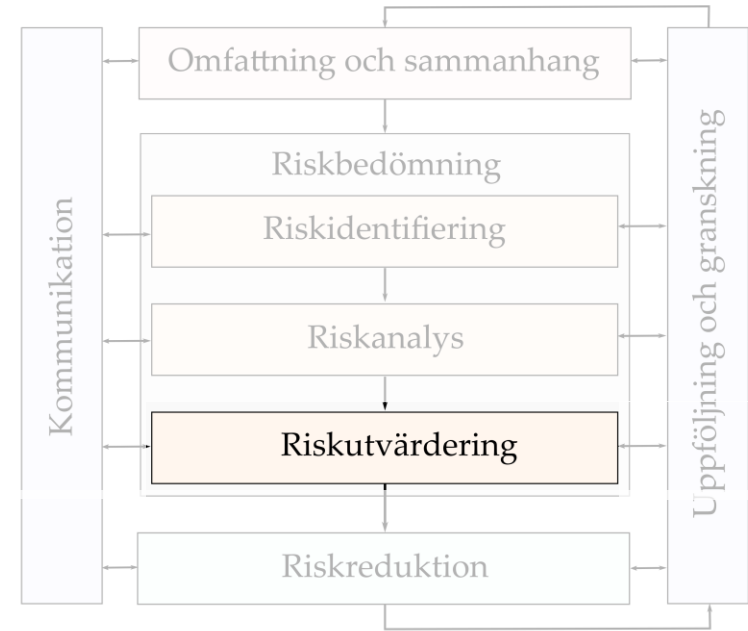 Omfattning och sammanhang
Riskbedömning
Riskidentifiering
Riskanalys
Riskutvärdering
Riskreduktion
Kommunikation
Uppföljning och granskning